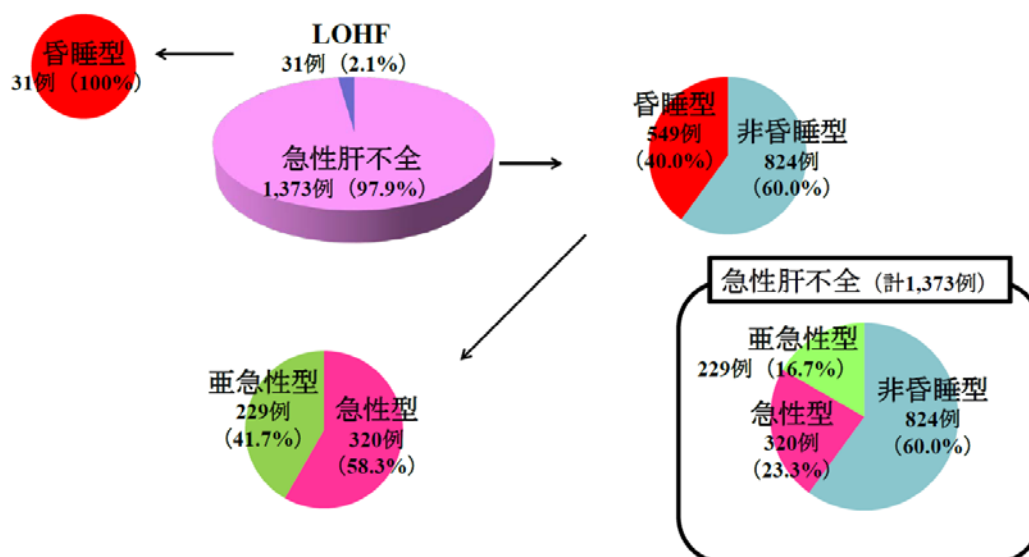 昏睡型
31例（100%）
LOHF
31例（2.1%）
急性肝不全
1,373例（97.9%）
昏睡型
549例
（40.0%）
非昏睡型
824例
（60.0%）
亜急性型
229例
（41.7%）
急性型
320例
（58.3%）
急性肝不全（計1,373例）
亜急性型
229例（16.7%）
急性型
320例
（23.3%）
非昏睡型
824例
（60.0%）